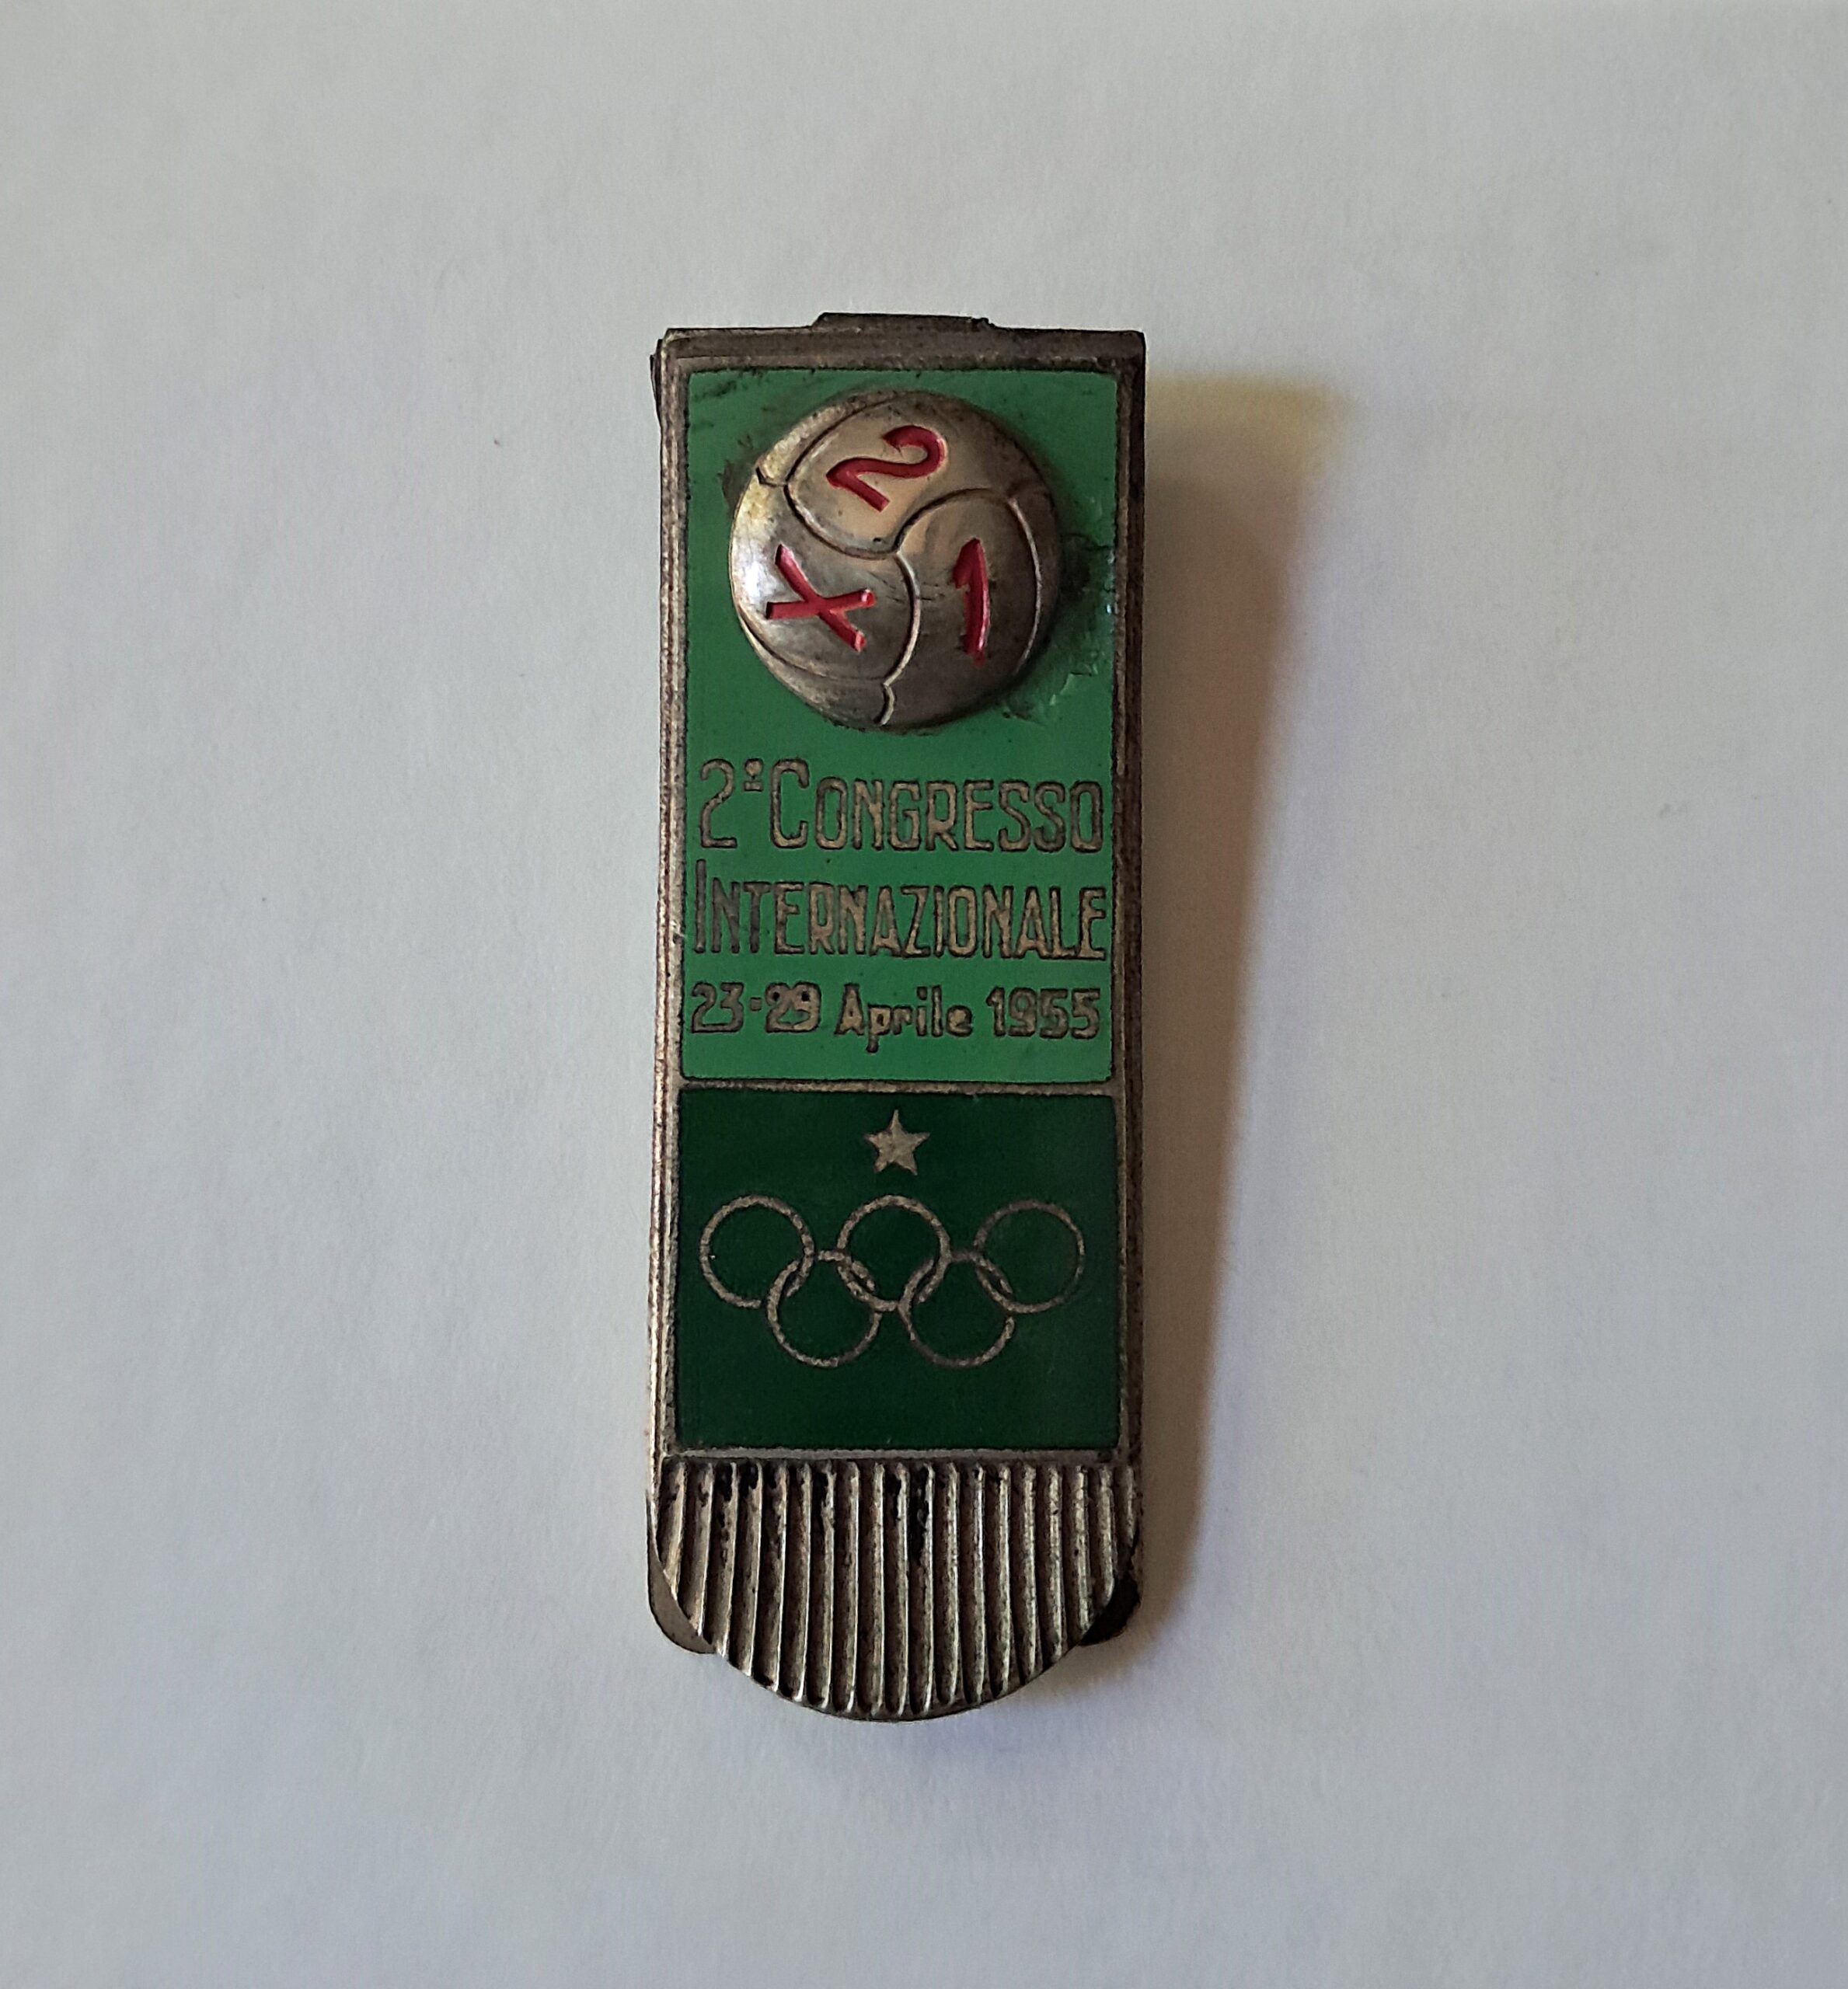 2
X 1
2° CONGRESSO
INTERNAZIONALE
23-29 Aprile 1955